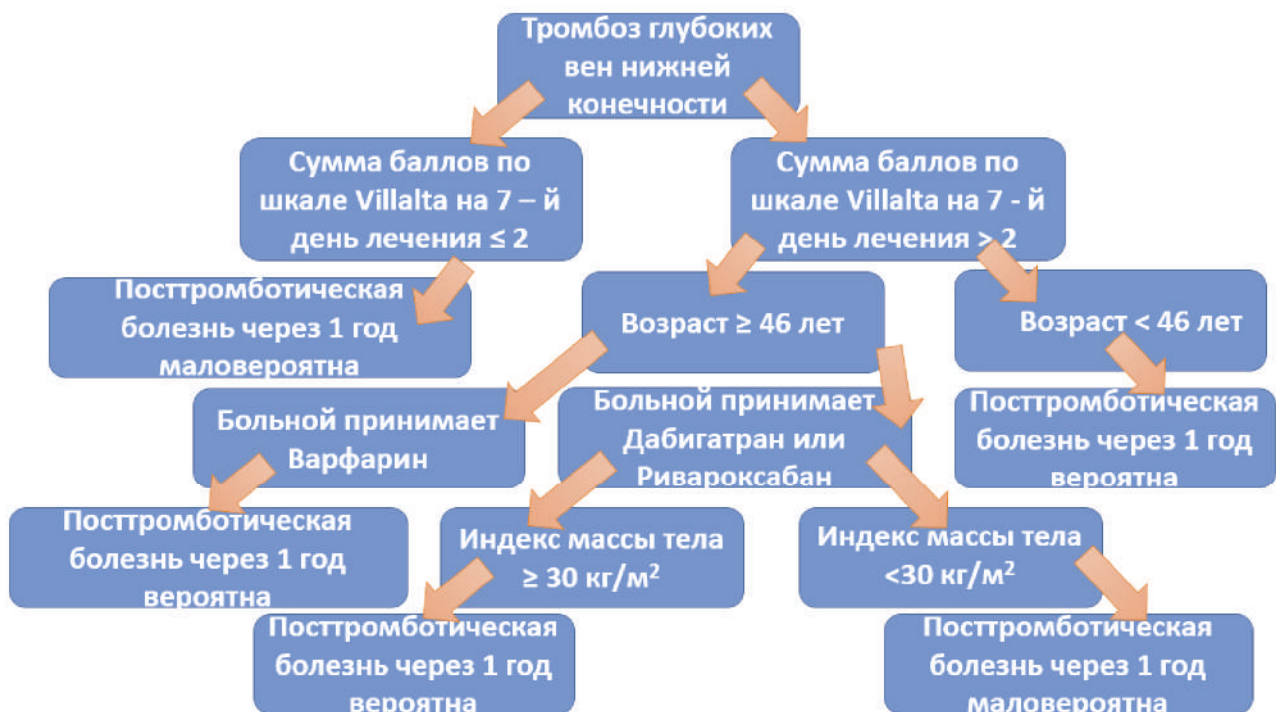 Тромбоз глубоких
вен нижней
конечности
Сумма баллов по
шкале Villalta на 7 – й
день лечения ≤ 2
Сумма баллов по
шкале Villalta на 7 - й
день лечения > 2
Посттромботическая
болезнь через 1 год
маловероятна
Возраст ≥ 46 лет
Возраст < 46 лет
Больной принимает
Варфарин
Больной принимает
Дабигатран или
Ривароксабан
Посттромботическая
болезнь через 1 год
вероятна
Посттромботическая
болезнь через 1 год
вероятна
Индекс массы тела
≥ 30 кг/м²
Индекс массы тела
<30 кг/м²
Посттромботическая
болезнь через 1 год
вероятна
Посттромботическая
болезнь через 1 год
маловероятна